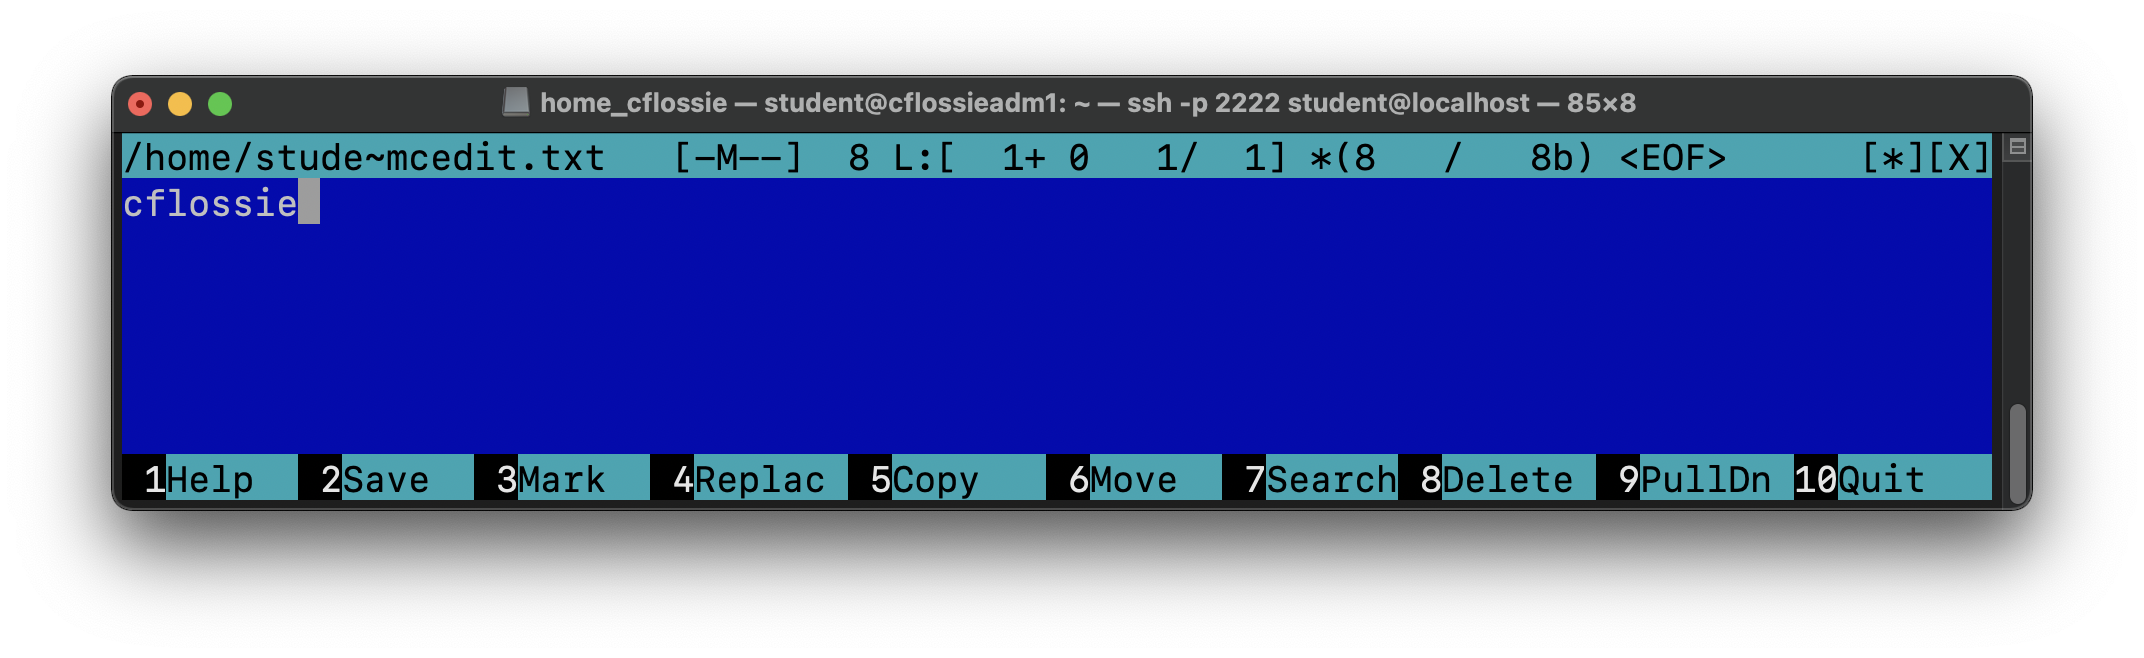 home_cflossie — student@cflossieadm1: ~ — ssh -p 2222 student@localhost — 85×8
/home/stude~mcedit.txt   [-M--]  8 L:[  1+ 0   1/  1] *(8   /   8b) <EOF>      [*][X]
cflossie
1Help   2Save   3Mark   4Replac  5Copy    6Move   7Search 8Delete  9PullDn 10Quit